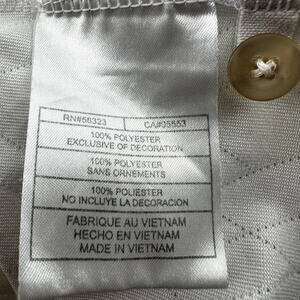 RN#56323 CA#05553
100% POLYESTER
EXCLUSIVE OF DECORATION
100% POLYESTER
SANS ORNEMENTS
100% POLIESTER
NO INCLUYE LA DECORACION
FABRIQUE AU VIETNAM
HECHO EN VIETNAM
MADE IN VIETNAM